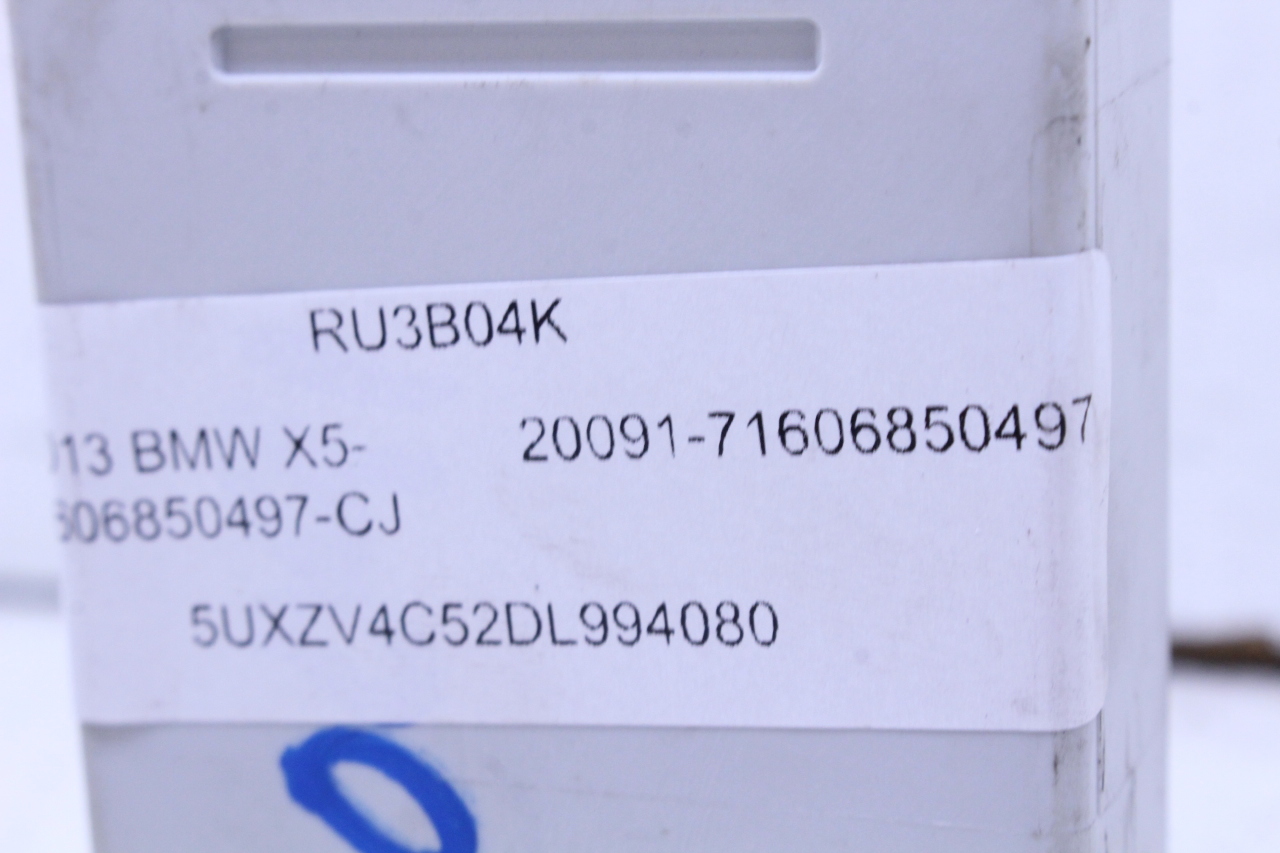 RU3B04K
013 BMW X5-
20091-71606850497
606850497-CJ
5UXZV4C52DL994080